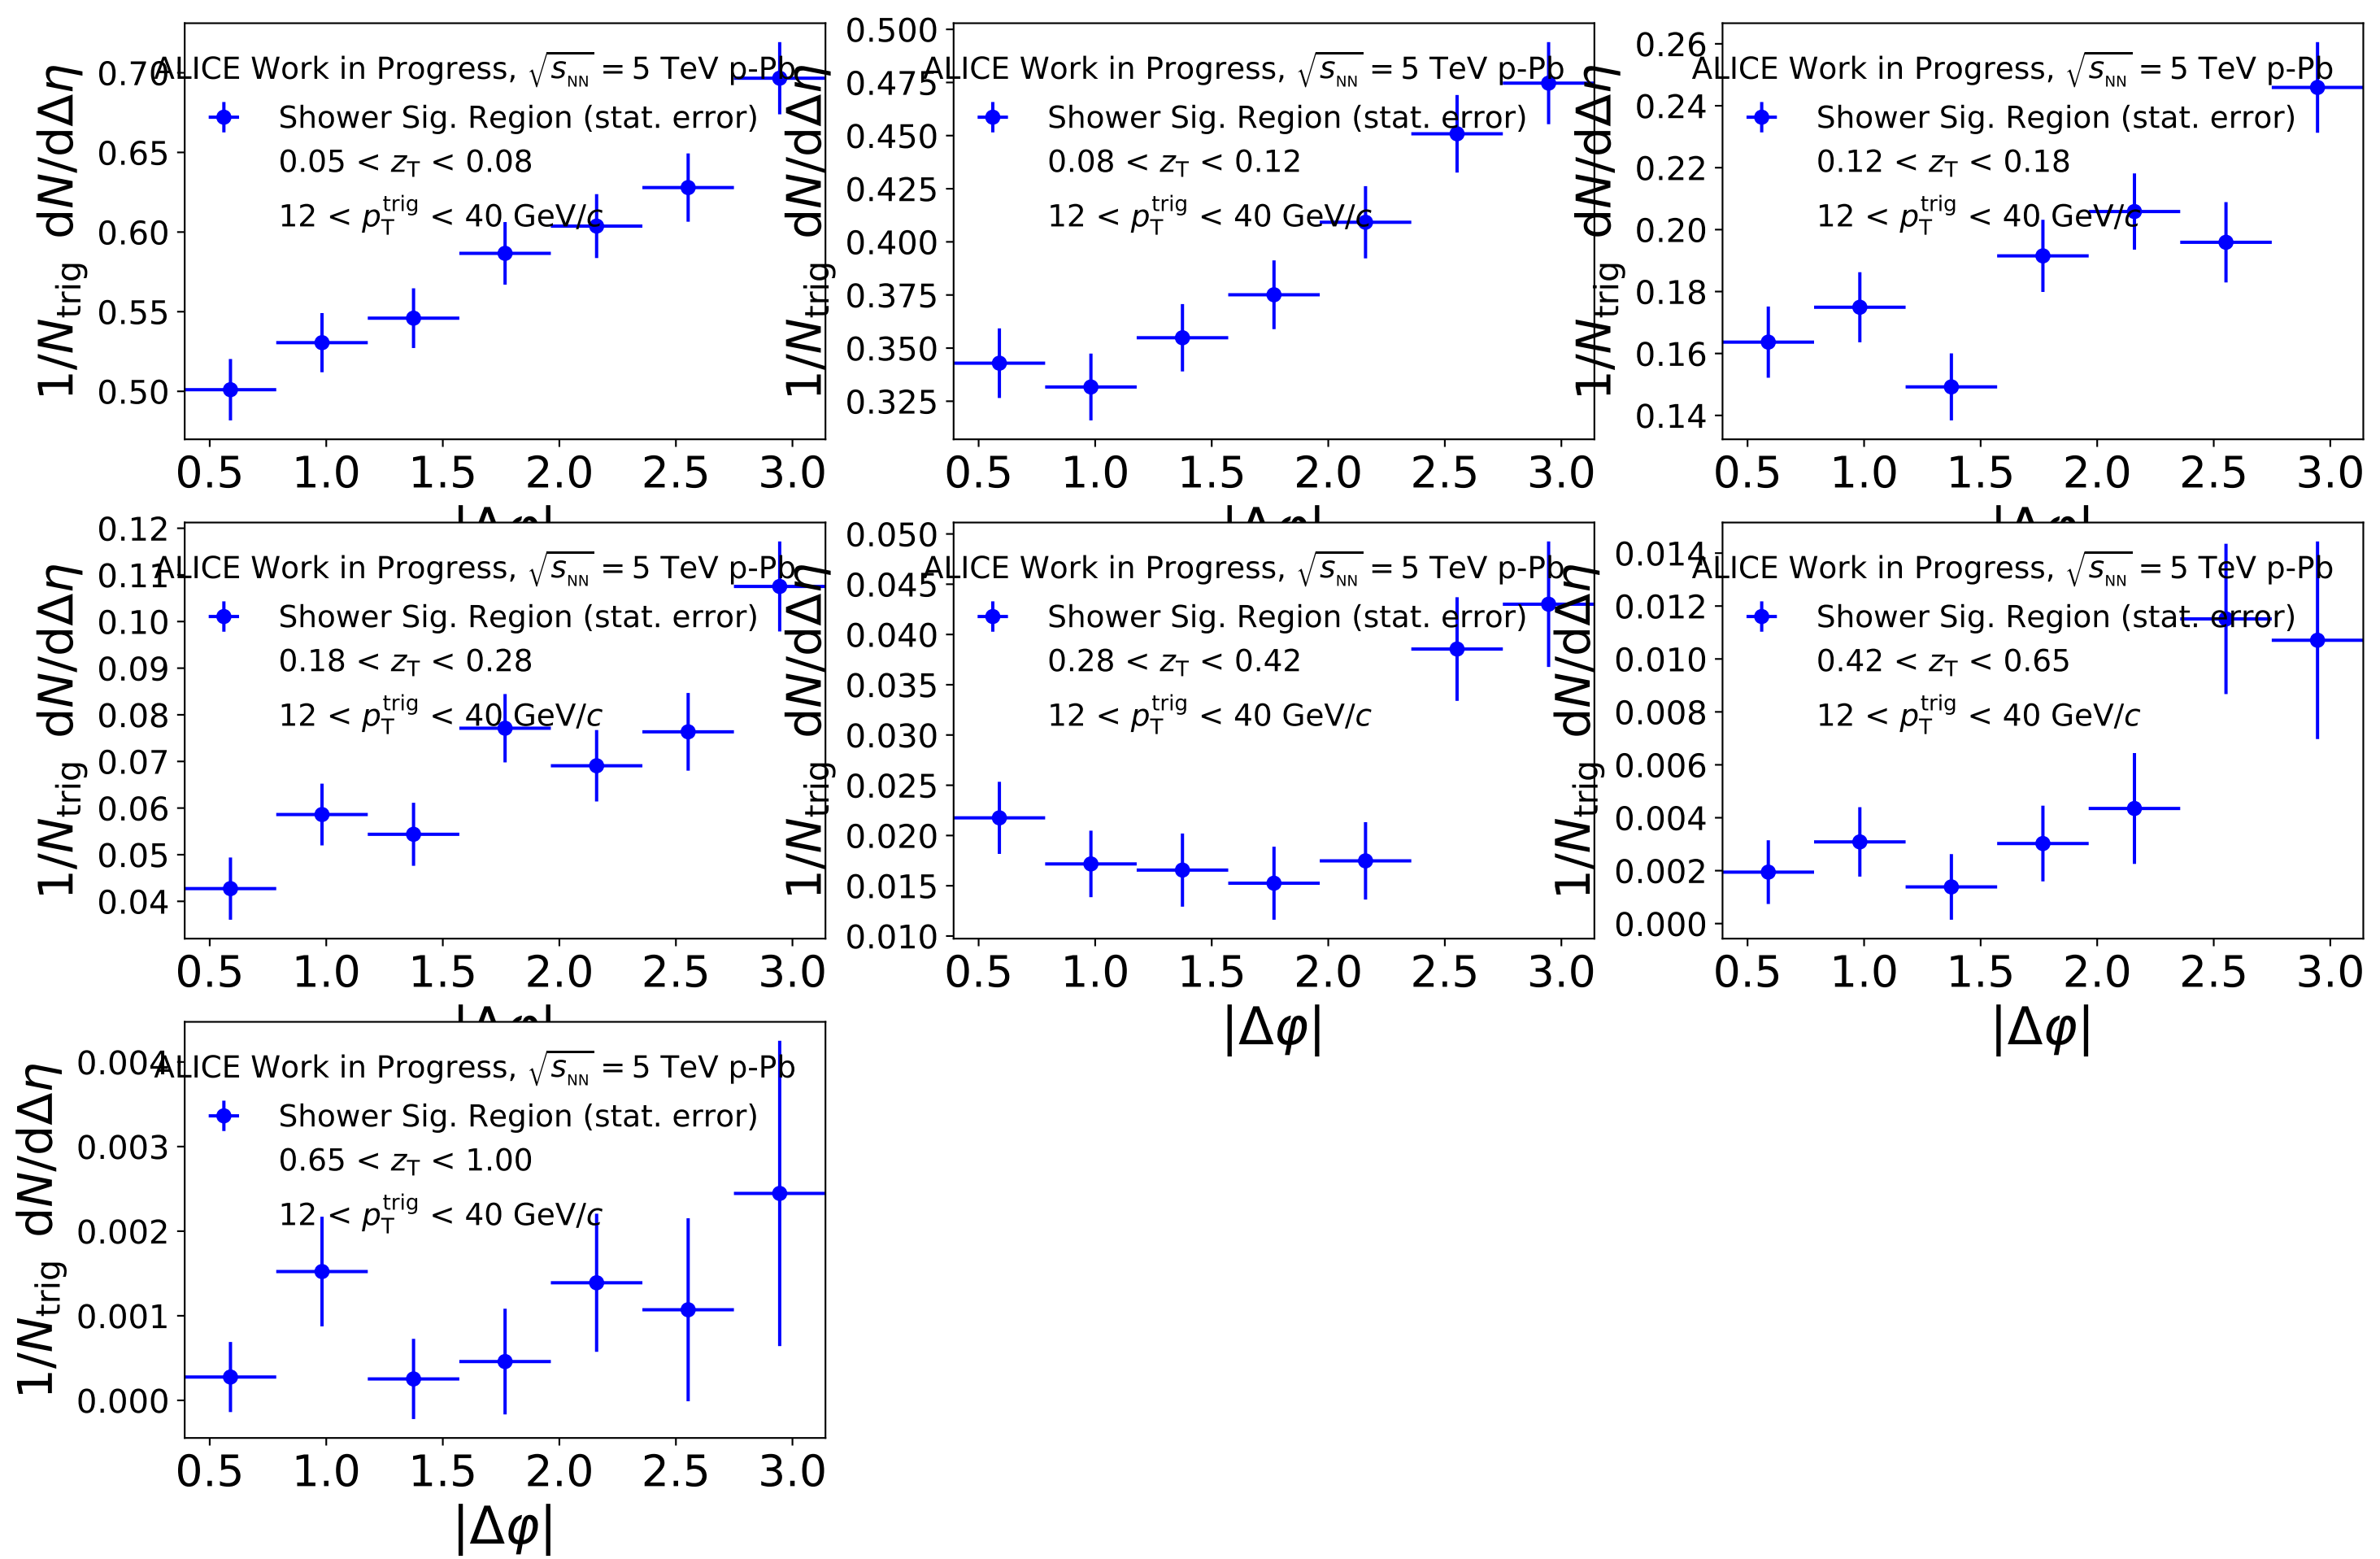 1/N_trig dN/dΔη
0.70
0.65
0.60
0.55
0.50
ALICE Work in Progress, √s_NN = 5 TeV p-Pb
Shower Sig. Region (stat. error)
0.05 < z_T < 0.08
12 < p_T^trig < 40 GeV/c
0.5 1.0 1.5 2.0 2.5 3.0
|Δφ|
1/N_trig dN/dΔη
0.500
0.475
0.450
0.425
0.400
0.375
0.350
0.325
ALICE Work in Progress, √s_NN = 5 TeV p-Pb
Shower Sig. Region (stat. error)
0.08 < z_T < 0.12
12 < p_T^trig < 40 GeV/c
0.5 1.0 1.5 2.0 2.5 3.0
|Δφ|
1/N_trig dN/dΔη
0.26
0.24
0.22
0.20
0.18
0.16
0.14
ALICE Work in Progress, √s_NN = 5 TeV p-Pb
Shower Sig. Region (stat. error)
0.12 < z_T < 0.18
12 < p_T^trig < 40 GeV/c
0.5 1.0 1.5 2.0 2.5 3.0
|Δφ|
1/N_trig dN/dΔη
0.12
0.11
0.10
0.09
0.08
0.07
0.06
0.05
0.04
ALICE Work in Progress, √s_NN = 5 TeV p-Pb
Shower Sig. Region (stat. error)
0.18 < z_T < 0.28
12 < p_T^trig < 40 GeV/c
0.5 1.0 1.5 2.0 2.5 3.0
|Δφ|
1/N_trig dN/dΔη
0.050
0.045
0.040
0.035
0.030
0.025
0.020
0.015
0.010
ALICE Work in Progress, √s_NN = 5 TeV p-Pb
Shower Sig. Region (stat. error)
0.28 < z_T < 0.42
12 < p_T^trig < 40 GeV/c
0.5 1.0 1.5 2.0 2.5 3.0
|Δφ|
1/N_trig dN/dΔη
0.014
0.012
0.010
0.008
0.006
0.004
0.002
0.000
ALICE Work in Progress, √s_NN = 5 TeV p-Pb
Shower Sig. Region (stat. error)
0.42 < z_T < 0.65
12 < p_T^trig < 40 GeV/c
0.5 1.0 1.5 2.0 2.5 3.0
|Δφ|
1/N_trig dN/dΔη
0.004
0.003
0.002
0.001
0.000
ALICE Work in Progress, √s_NN = 5 TeV p-Pb
Shower Sig. Region (stat. error)
0.65 < z_T < 1.00
12 < p_T^trig < 40 GeV/c
0.5 1.0 1.5 2.0 2.5 3.0
|Δφ|